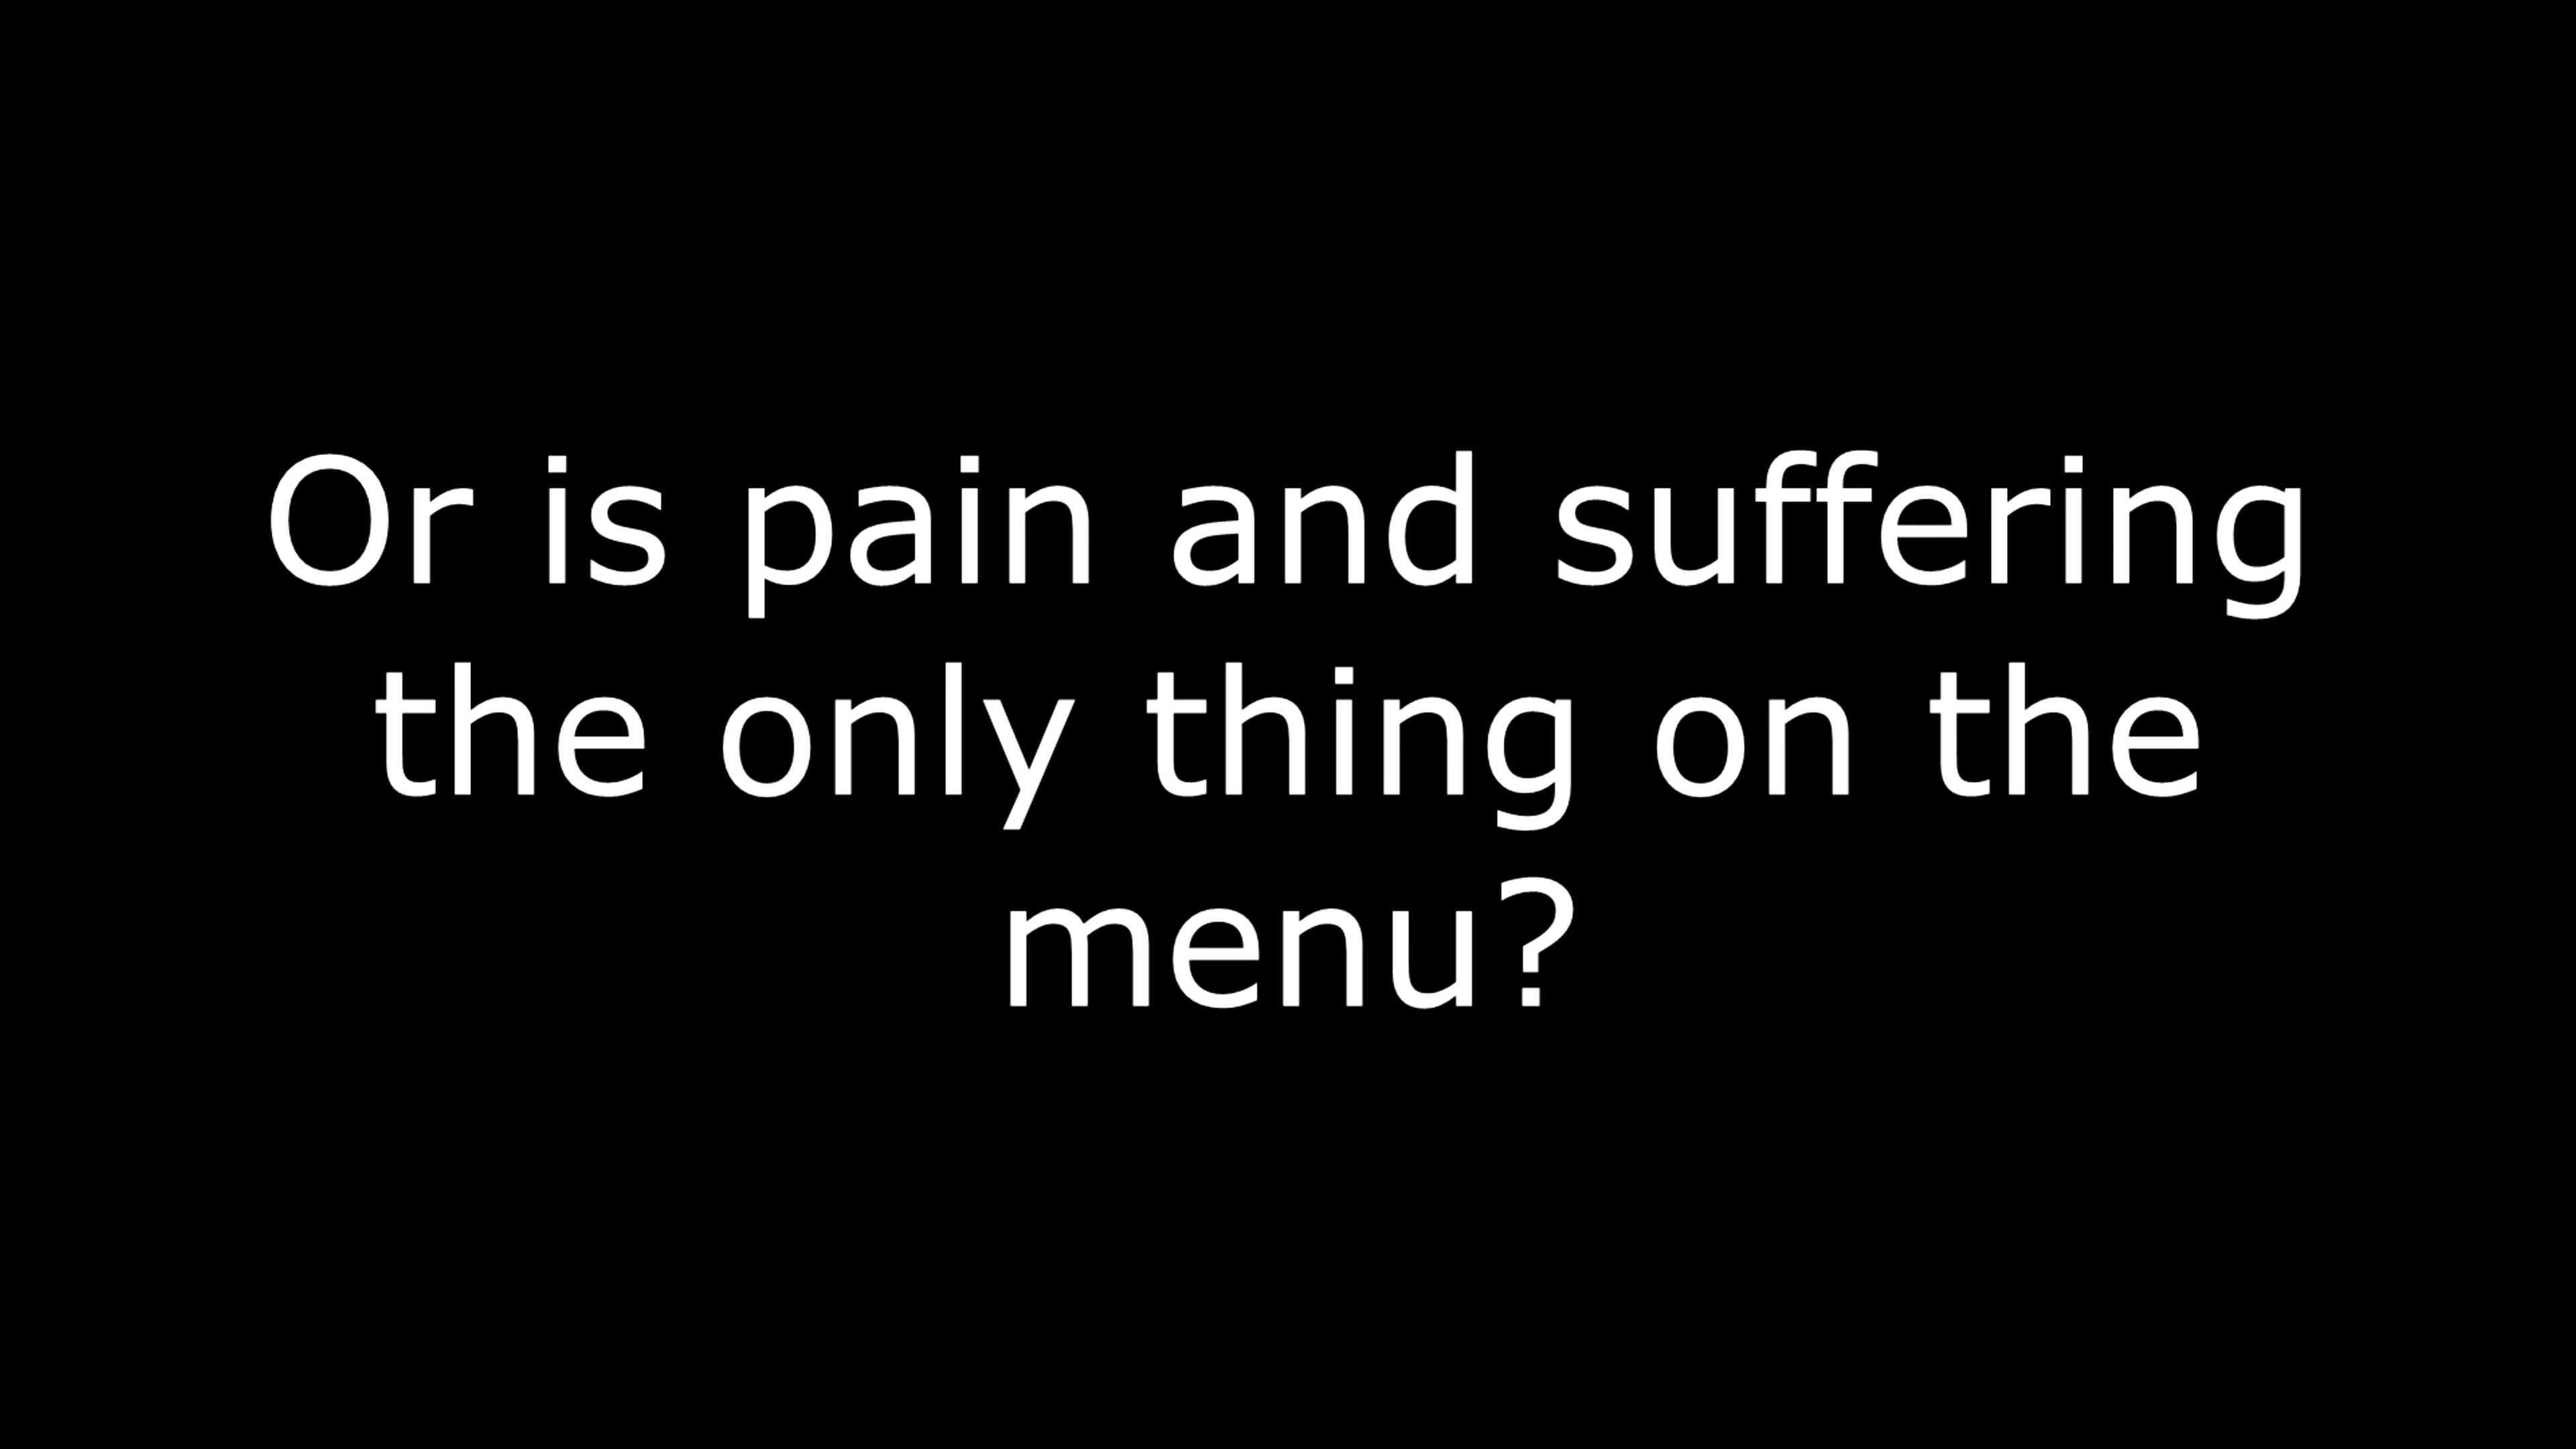 Or is pain and suffering
the only thing on the
menu?